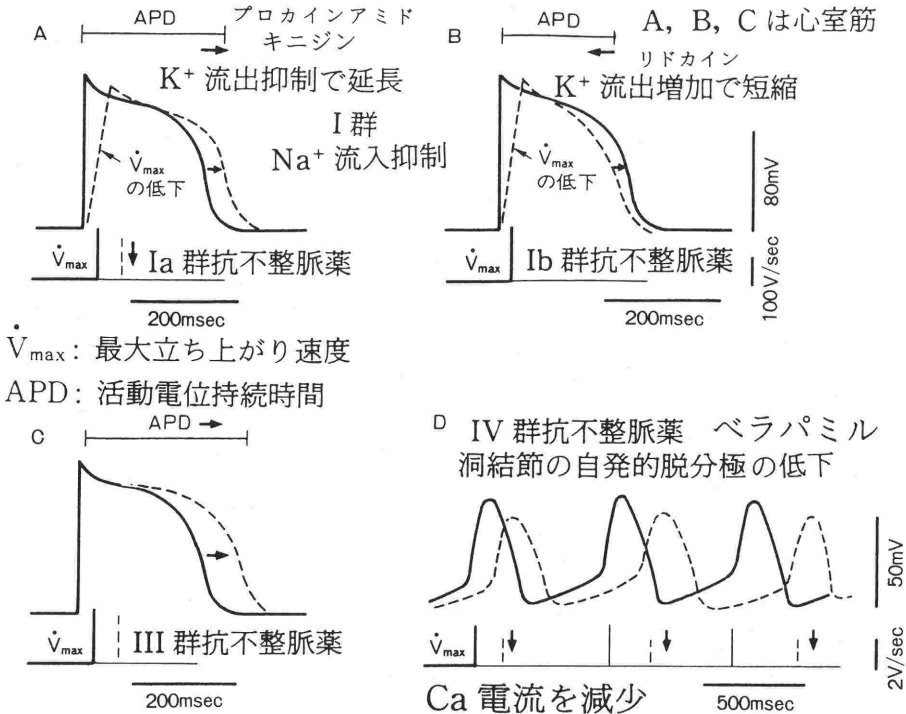 A
APD
プロカインアミド
キニジン
K⁺ 流出抑制で延長
I 群
Na⁺ 流入抑制
V̇max
の低下
V̇max
Ia 群抗不整脈薬
200msec
B
APD
A, B, C は心室筋
リドカイン
K⁺ 流出増加で短縮
V̇max
の低下
80mV
V̇max
Ib 群抗不整脈薬
100V/sec
200msec
V̇max: 最大立ち上がり速度
APD: 活動電位持続時間
C
APD
V̇max
III 群抗不整脈薬
200msec
D
IV 群抗不整脈薬 ベラパミル
洞結節の自発的脱分極の低下
50mV
V̇max
2V/sec
Ca 電流を減少
500msec